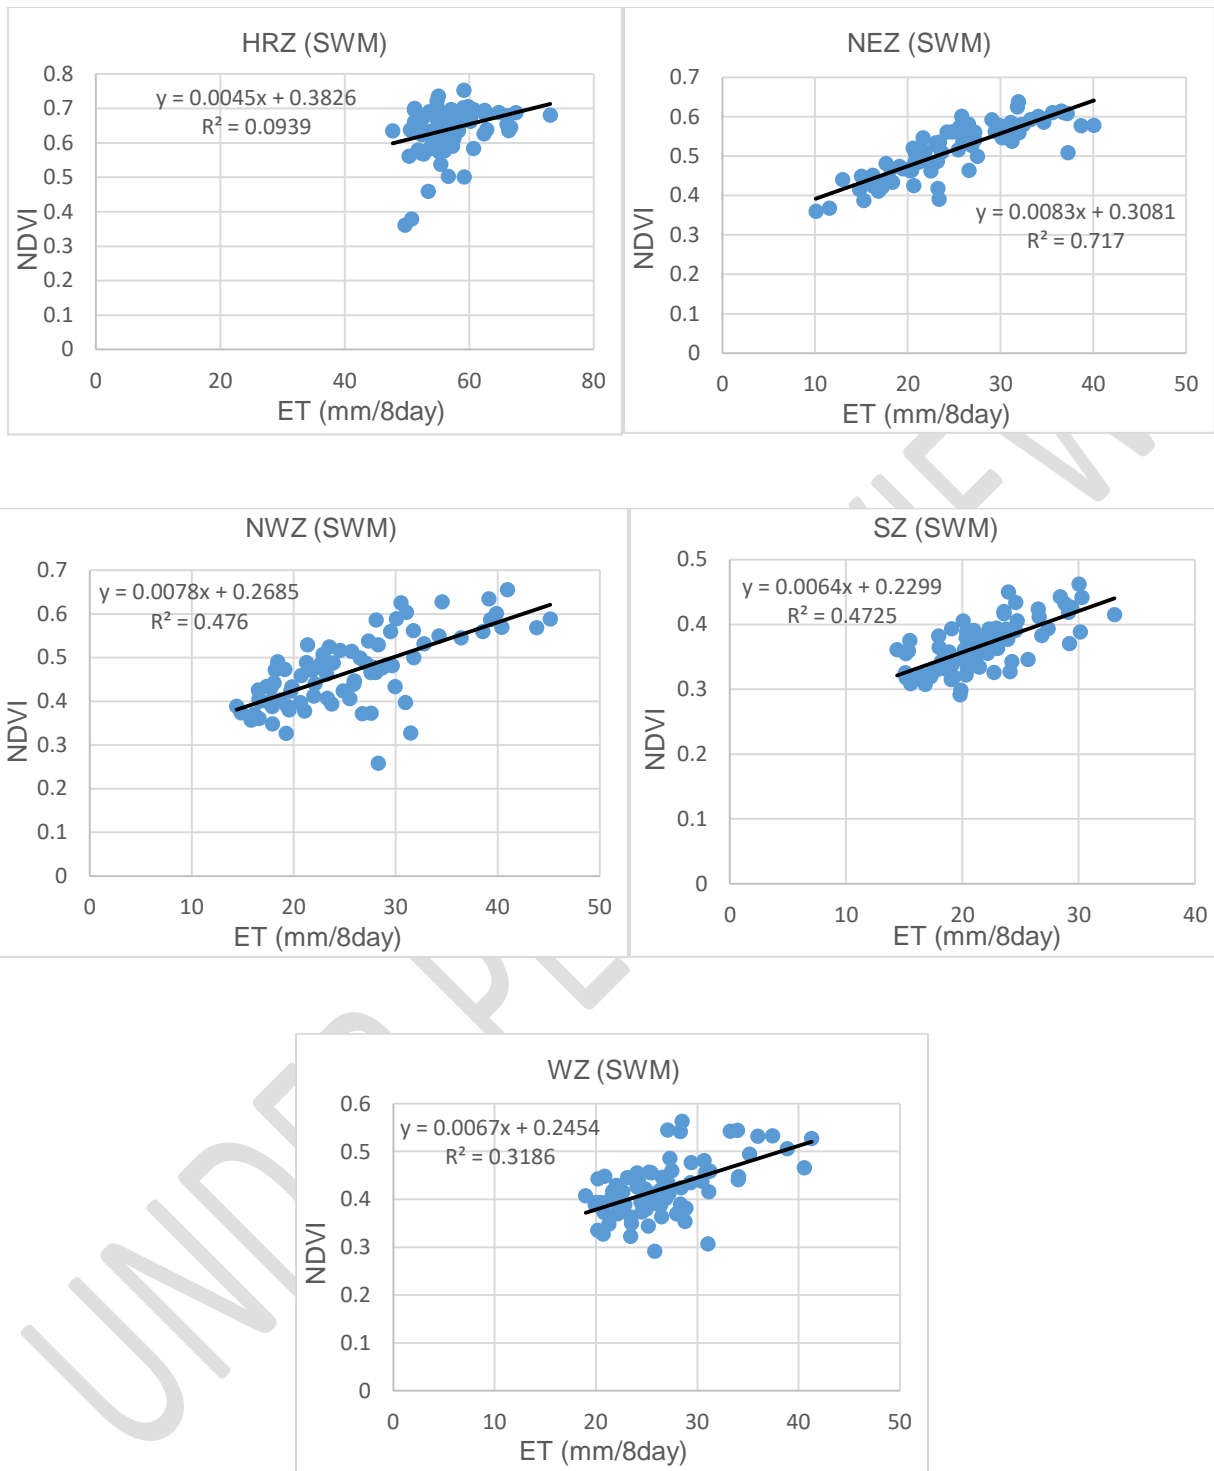 HRZ (SWM)
y = 0.0045x + 0.3826
R² = 0.0939
NDVI
0.8
0.7
0.6
0.5
0.4
0.3
0.2
0.1
0
0 20 40 60 80
ET (mm/8day)
NEZ (SWM)
y = 0.0083x + 0.3081
R² = 0.717
NDVI
0.7
0.6
0.5
0.4
0.3
0.2
0.1
0
0 10 20 30 40 50
ET (mm/8day)
NWZ (SWM)
y = 0.0078x + 0.2685
R² = 0.476
NDVI
0.7
0.6
0.5
0.4
0.3
0.2
0.1
0
0 10 20 30 40 50
ET (mm/8day)
SZ (SWM)
y = 0.0064x + 0.2299
R² = 0.4725
NDVI
0.5
0.4
0.3
0.2
0.1
0
0 10 20 30 40
ET (mm/8day)
WZ (SWM)
y = 0.0067x + 0.2454
R² = 0.3186
NDVI
0.6
0.5
0.4
0.3
0.2
0.1
0
0 10 20 30 40 50
ET (mm/8day)